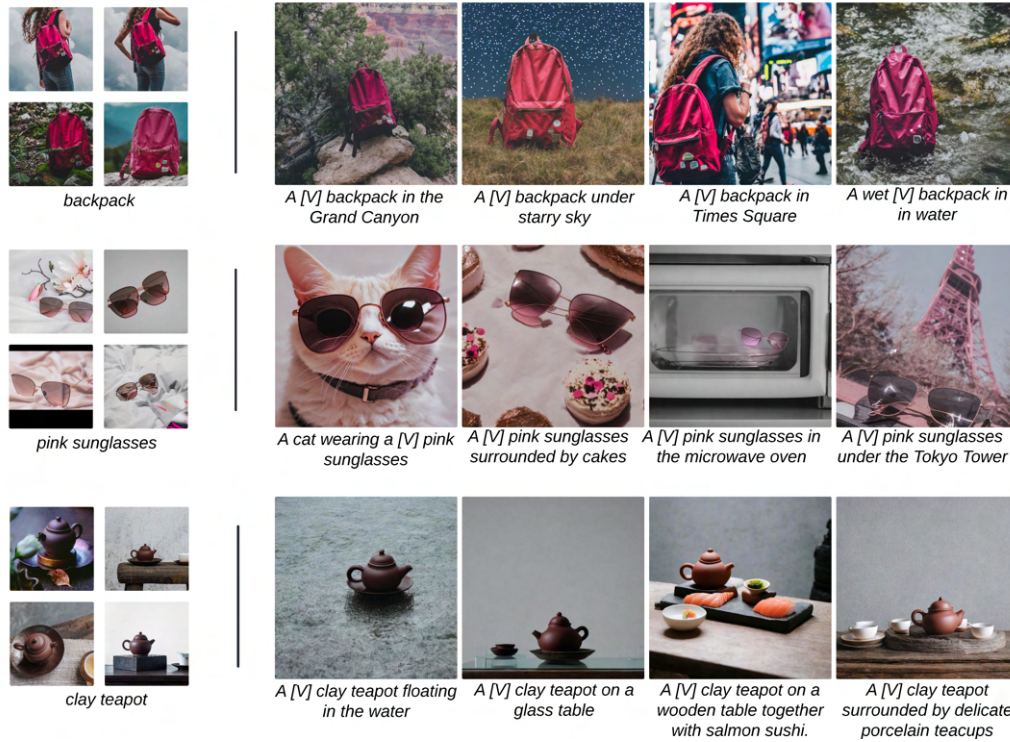 backpack
A [V] backpack in the
Grand Canyon
A [V] backpack under
starry sky
A [V] backpack in
Times Square
A wet [V] backpack in
in water
pink sunglasses
A cat wearing a [V] pink
sunglasses
A [V] pink sunglasses
surrounded by cakes
A [V] pink sunglasses in
the microwave oven
A [V] pink sunglasses
under the Tokyo Tower
clay teapot
A [V] clay teapot floating
in the water
A [V] clay teapot on a
glass table
A [V] clay teapot on a
wooden table together
with salmon sushi.
A [V] clay teapot
surrounded by delicate
porcelain teacups